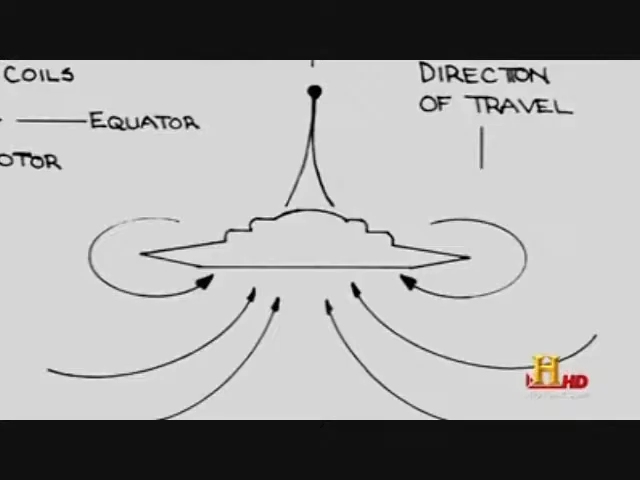 COILS
EQUATOR
OTOR
DIRECTION
OF TRAVEL
H HD